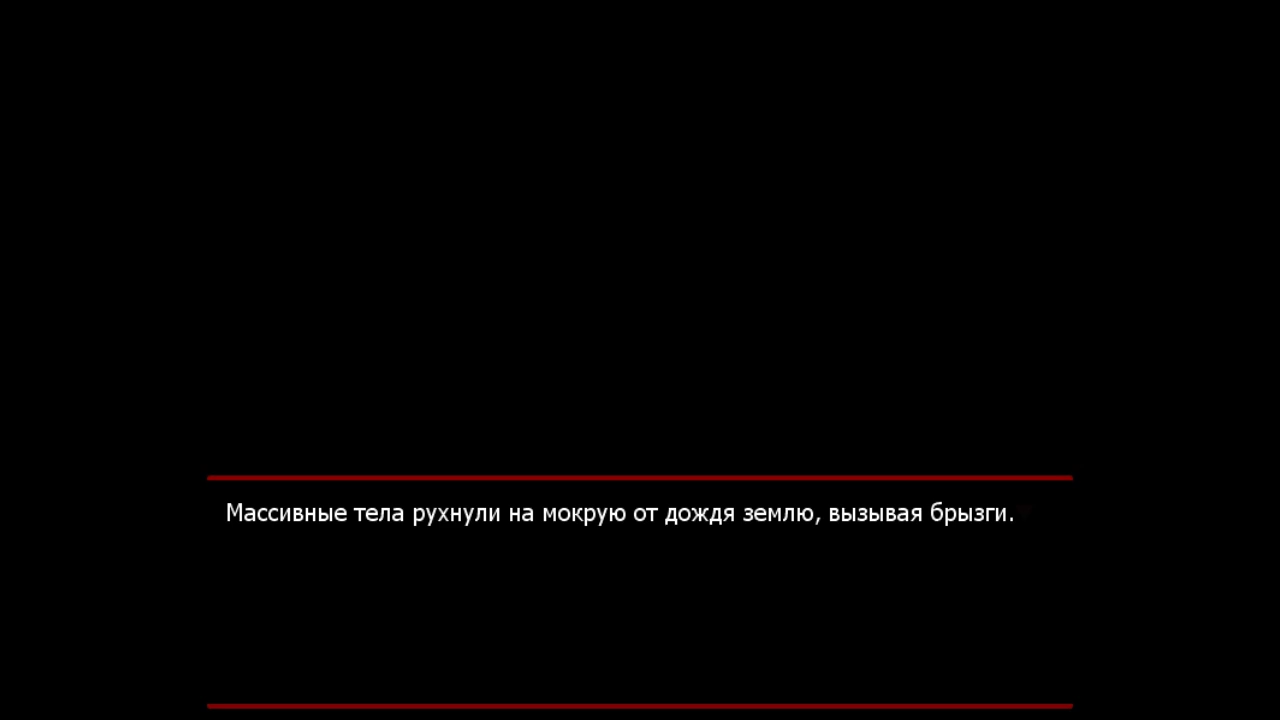 Массивные тела рухнули на мокрую от дождя землю, вызывая брызги.